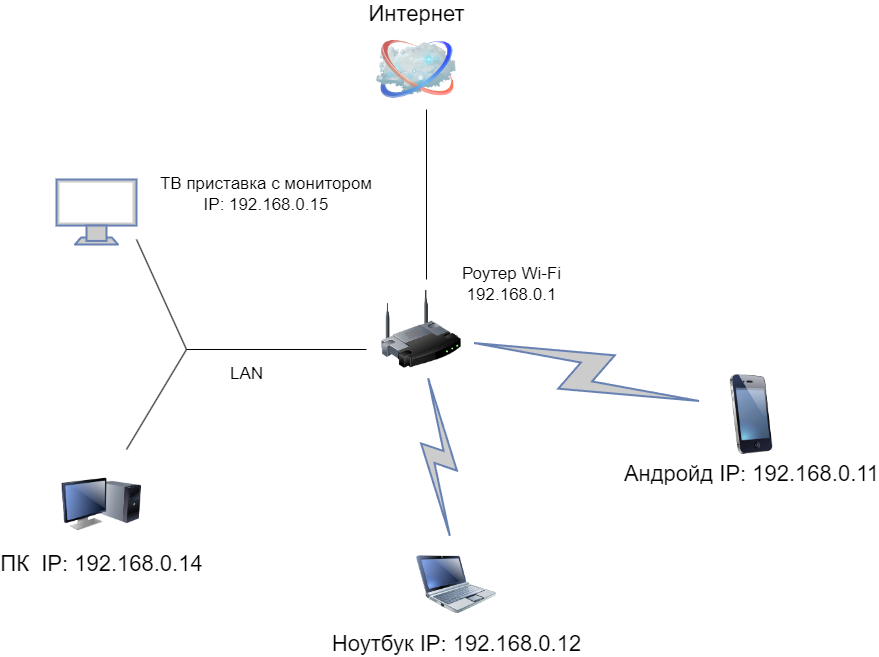 Интернет
ТВ приставка с монитором
IP: 192.168.0.15
Роутер Wi-Fi
192.168.0.1
LAN
Андройд IP: 192.168.0.11
ПК IP: 192.168.0.14
Ноутбук IP: 192.168.0.12